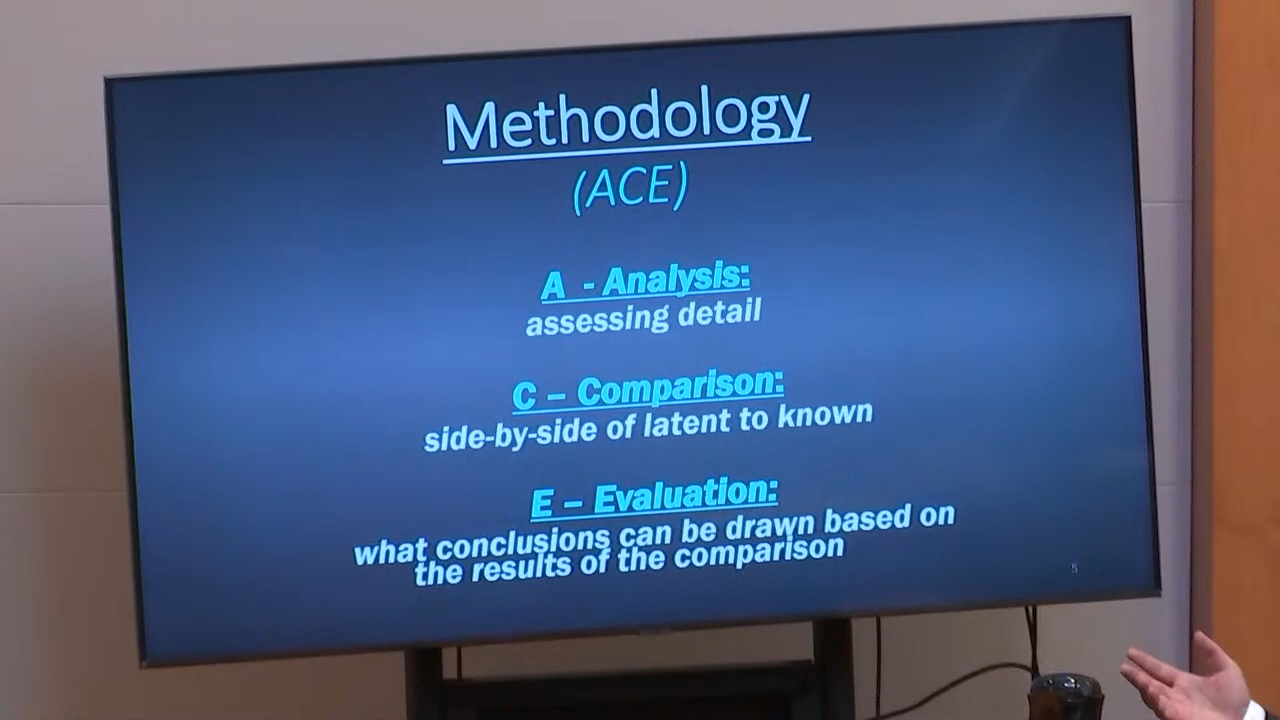 Methodology
(ACE)
A - Analysis:
assessing detail
C – Comparison:
side-by-side of latent to known
E – Evaluation:
what conclusions can be drawn based on
the results of the comparison
5